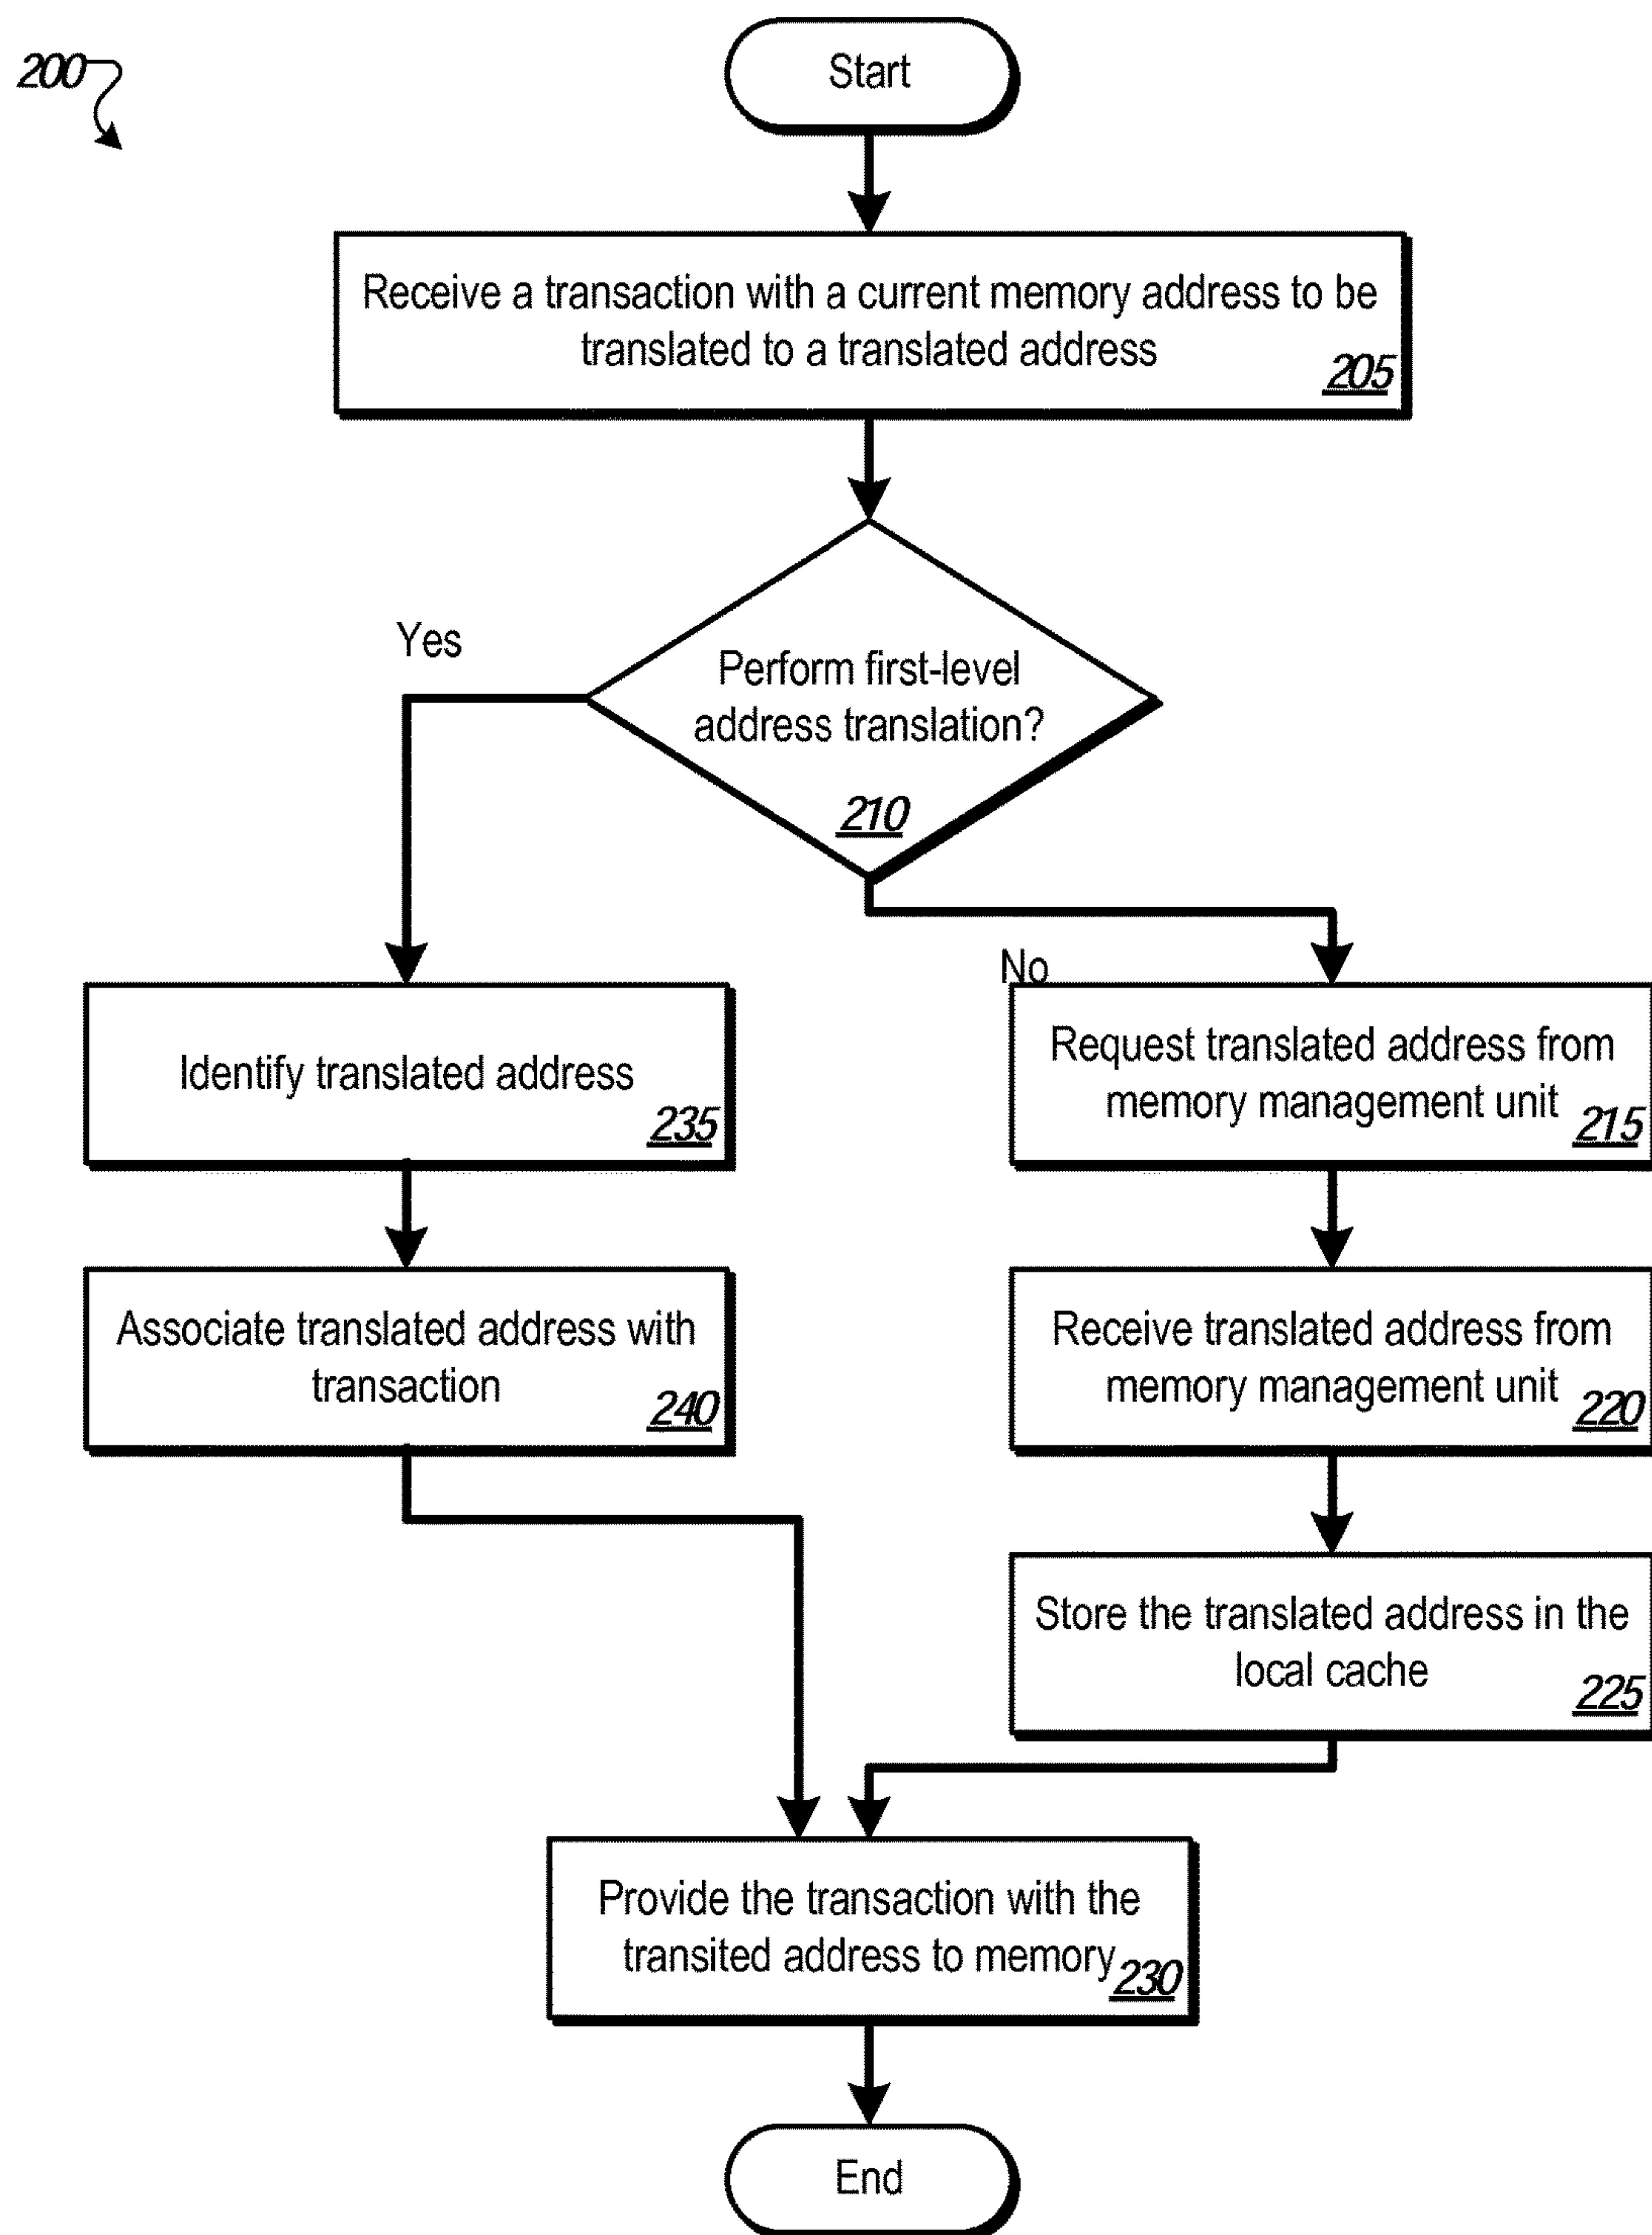 200
Start
Receive a transaction with a current memory address to be
translated to a translated address
205
Yes
Perform first-level
address translation?
210
No
Identify translated address
235
Request translated address from
memory management unit
215
Associate translated address with
transaction
240
Receive translated address from
memory management unit
220
Store the translated address in the
local cache
225
Provide the transaction with the
transited address to memory
230
End